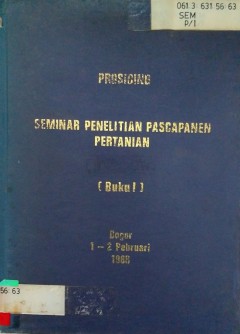 061 3 631 56 63
SEM
P/1
PROSIDING
SEMINAR PENELITIAN PASCAPANEN
PERTANIAN
( Buku I )
Bogor
1 - 2 Pebruari
1988
56 63